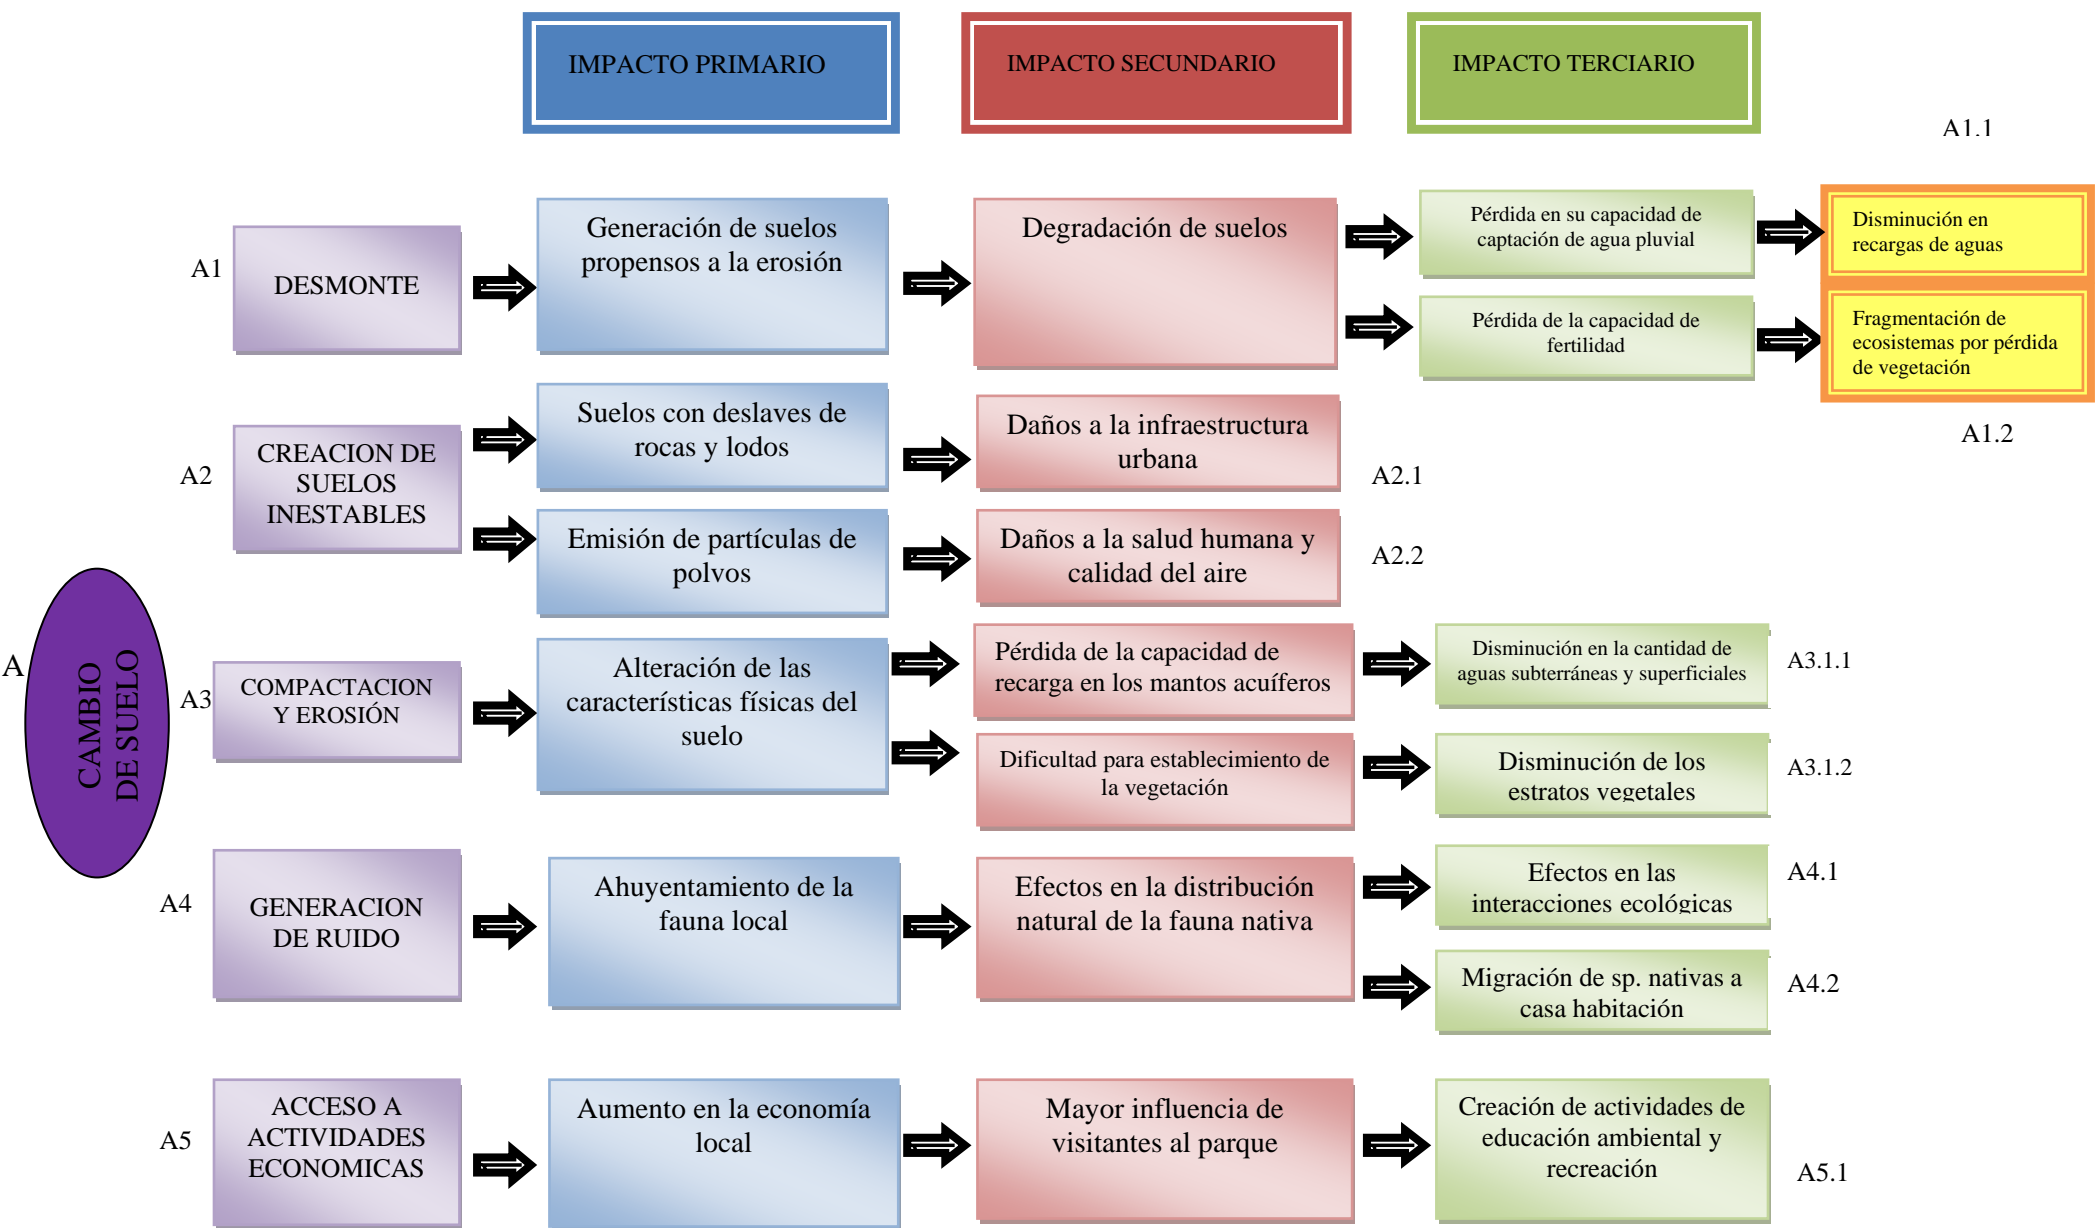 IMPACTO PRIMARIO
IMPACTO SECUNDARIO
IMPACTO TERCIARIO
A1.1
A1
DESMONTE
Generación de suelos
propensos a la erosión
Degradación de suelos
Pérdida en su capacidad de
captación de agua pluvial
Disminución en
recargas de aguas
Pérdida de la capacidad de
fertilidad
Fragmentación de
ecosistemas por pérdida
de vegetación
A1.2
A2
CREACION DE
SUELOS
INESTABLES
Suelos con deslaves de
rocas y lodos
Daños a la infraestructura
urbana
A2.1
Emisión de partículas de
polvos
Daños a la salud humana y
calidad del aire
A2.2
A
CAMBIO
DE SUELO
A3
COMPACTACION
Y EROSIÓN
Alteración de las
características físicas del
suelo
Pérdida de la capacidad de
recarga en los mantos acuíferos
Disminución en la cantidad de
aguas subterráneas y superficiales
A3.1.1
Dificultad para establecimiento de
la vegetación
Disminución de los
estratos vegetales
A3.1.2
A4
GENERACION
DE RUIDO
Ahuyentamiento de la
fauna local
Efectos en la distribución
natural de la fauna nativa
Efectos en las
interacciones ecológicas
A4.1
Migración de sp. nativas a
casa habitación
A4.2
A5
ACCESO A
ACTIVIDADES
ECONOMICAS
Aumento en la economía
local
Mayor influencia de
visitantes al parque
Creación de actividades de
educación ambiental y
recreación
A5.1